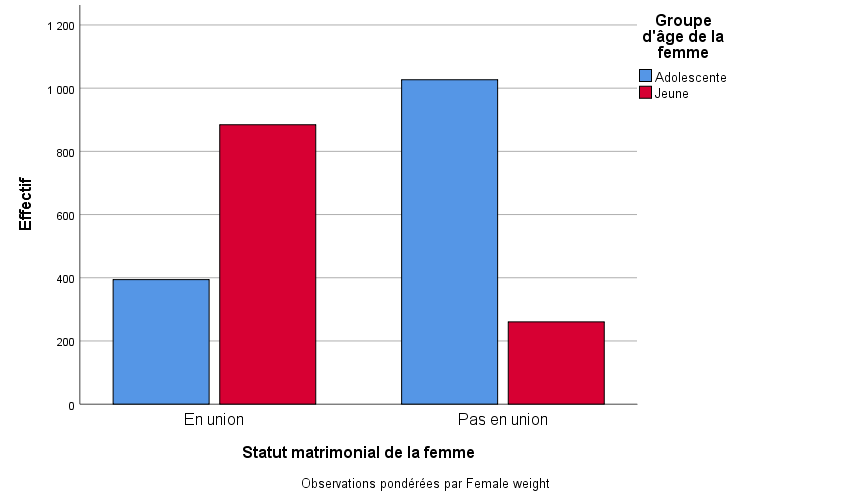 Groupe
d'âge de la
femme
Adolescente
Jeune
1 200
1 000
800
600
400
200
0
Effectif
En union
Pas en union
Statut matrimonial de la femme
Observations pondérées par Female weight